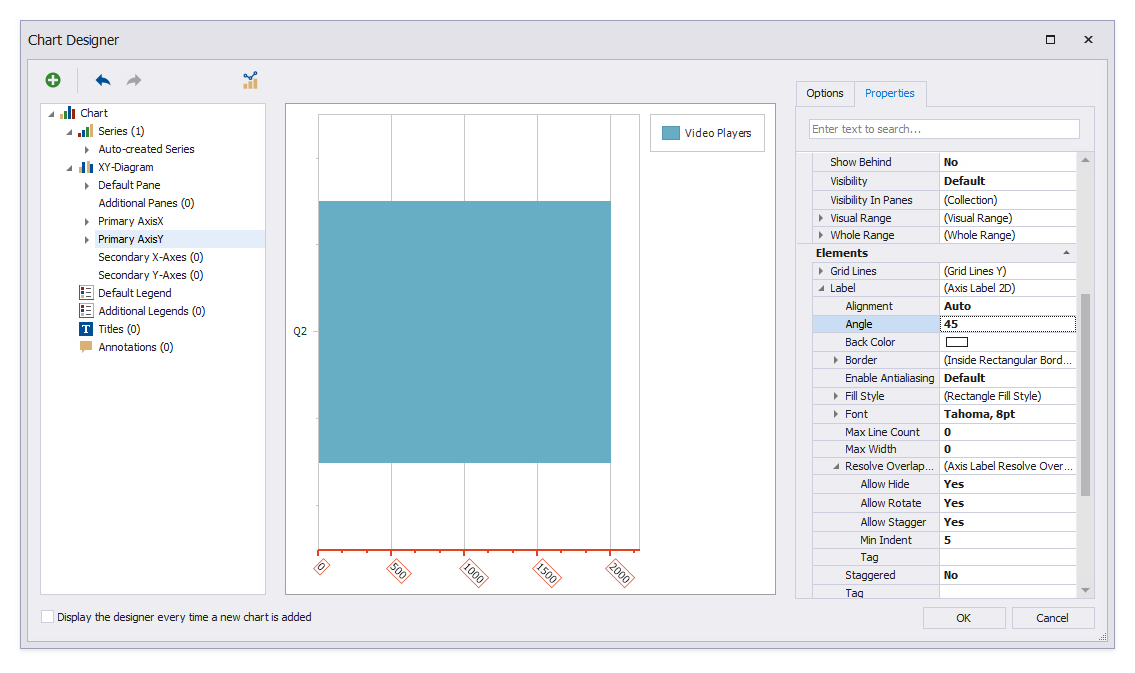 Chart Designer
Chart
Series (1)
Auto-created Series
XY-Diagram
Default Pane
Additional Panes (0)
Primary AxisX
Primary AxisY
Secondary X-Axes (0)
Secondary Y-Axes (0)
Default Legend
Additional Legends (0)
T Titles (0)
Annotations (0)
Q2
0 500 1000 1500 2000
Video Players
Options Properties
Enter text to search...
Show Behind No
Visibility Default
Visibility In Panes (Collection)
Visual Range (Visual Range)
Whole Range (Whole Range)
Elements
Grid Lines (Grid Lines Y)
Label (Axis Label 2D)
Alignment Auto
Angle 45
Back Color
Border (Inside Rectangular Bord...
Enable Antialiasing Default
Fill Style (Rectangle Fill Style)
Font Tahoma, 8pt
Max Line Count 0
Max Width 0
Resolve Overlap... (Axis Label Resolve Over...
Allow Hide Yes
Allow Rotate Yes
Allow Stagger Yes
Min Indent 5
Tag
Staggered No
Tag
Display the designer every time a new chart is added
OK Cancel